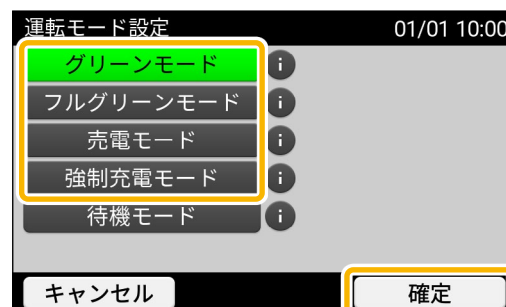 運転モード設定 01/01 10:00
グリーンモード i
フルグリーンモード i
売電モード i
強制充電モード i
待機モード i
キャンセル 確定